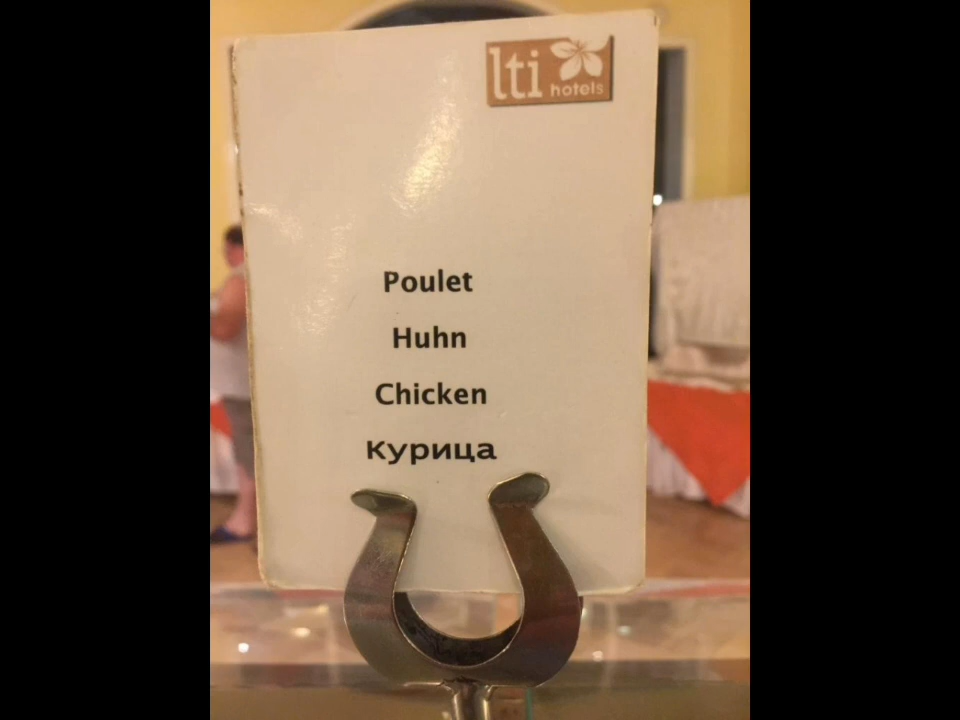 lti
hotels
Poulet
Huhn
Chicken
Курица